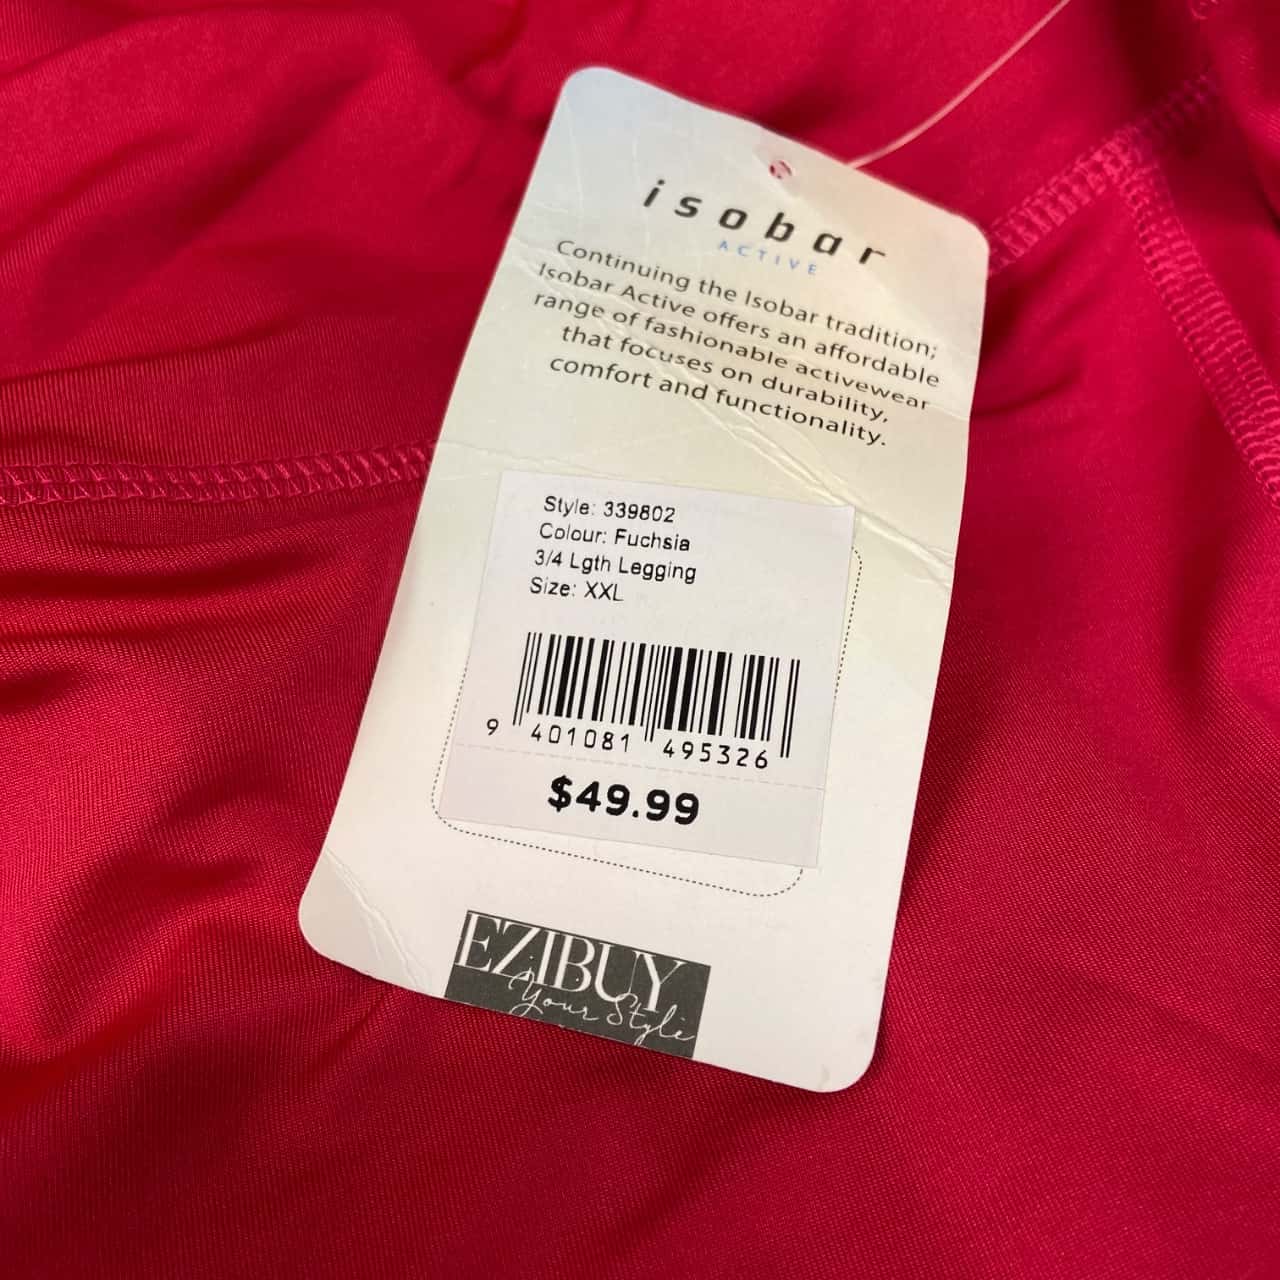 isobar
ACTIVE
Continuing the Isobar tradition;
Isobar Active offers an affordable
range of fashionable activewear
that focuses on durability,
comfort and functionality.
Style: 339802
Colour: Fuchsia
3/4 Lgth Legging
Size: XXL
9 401081 495326
$49.99
EZIBUY
Your Style